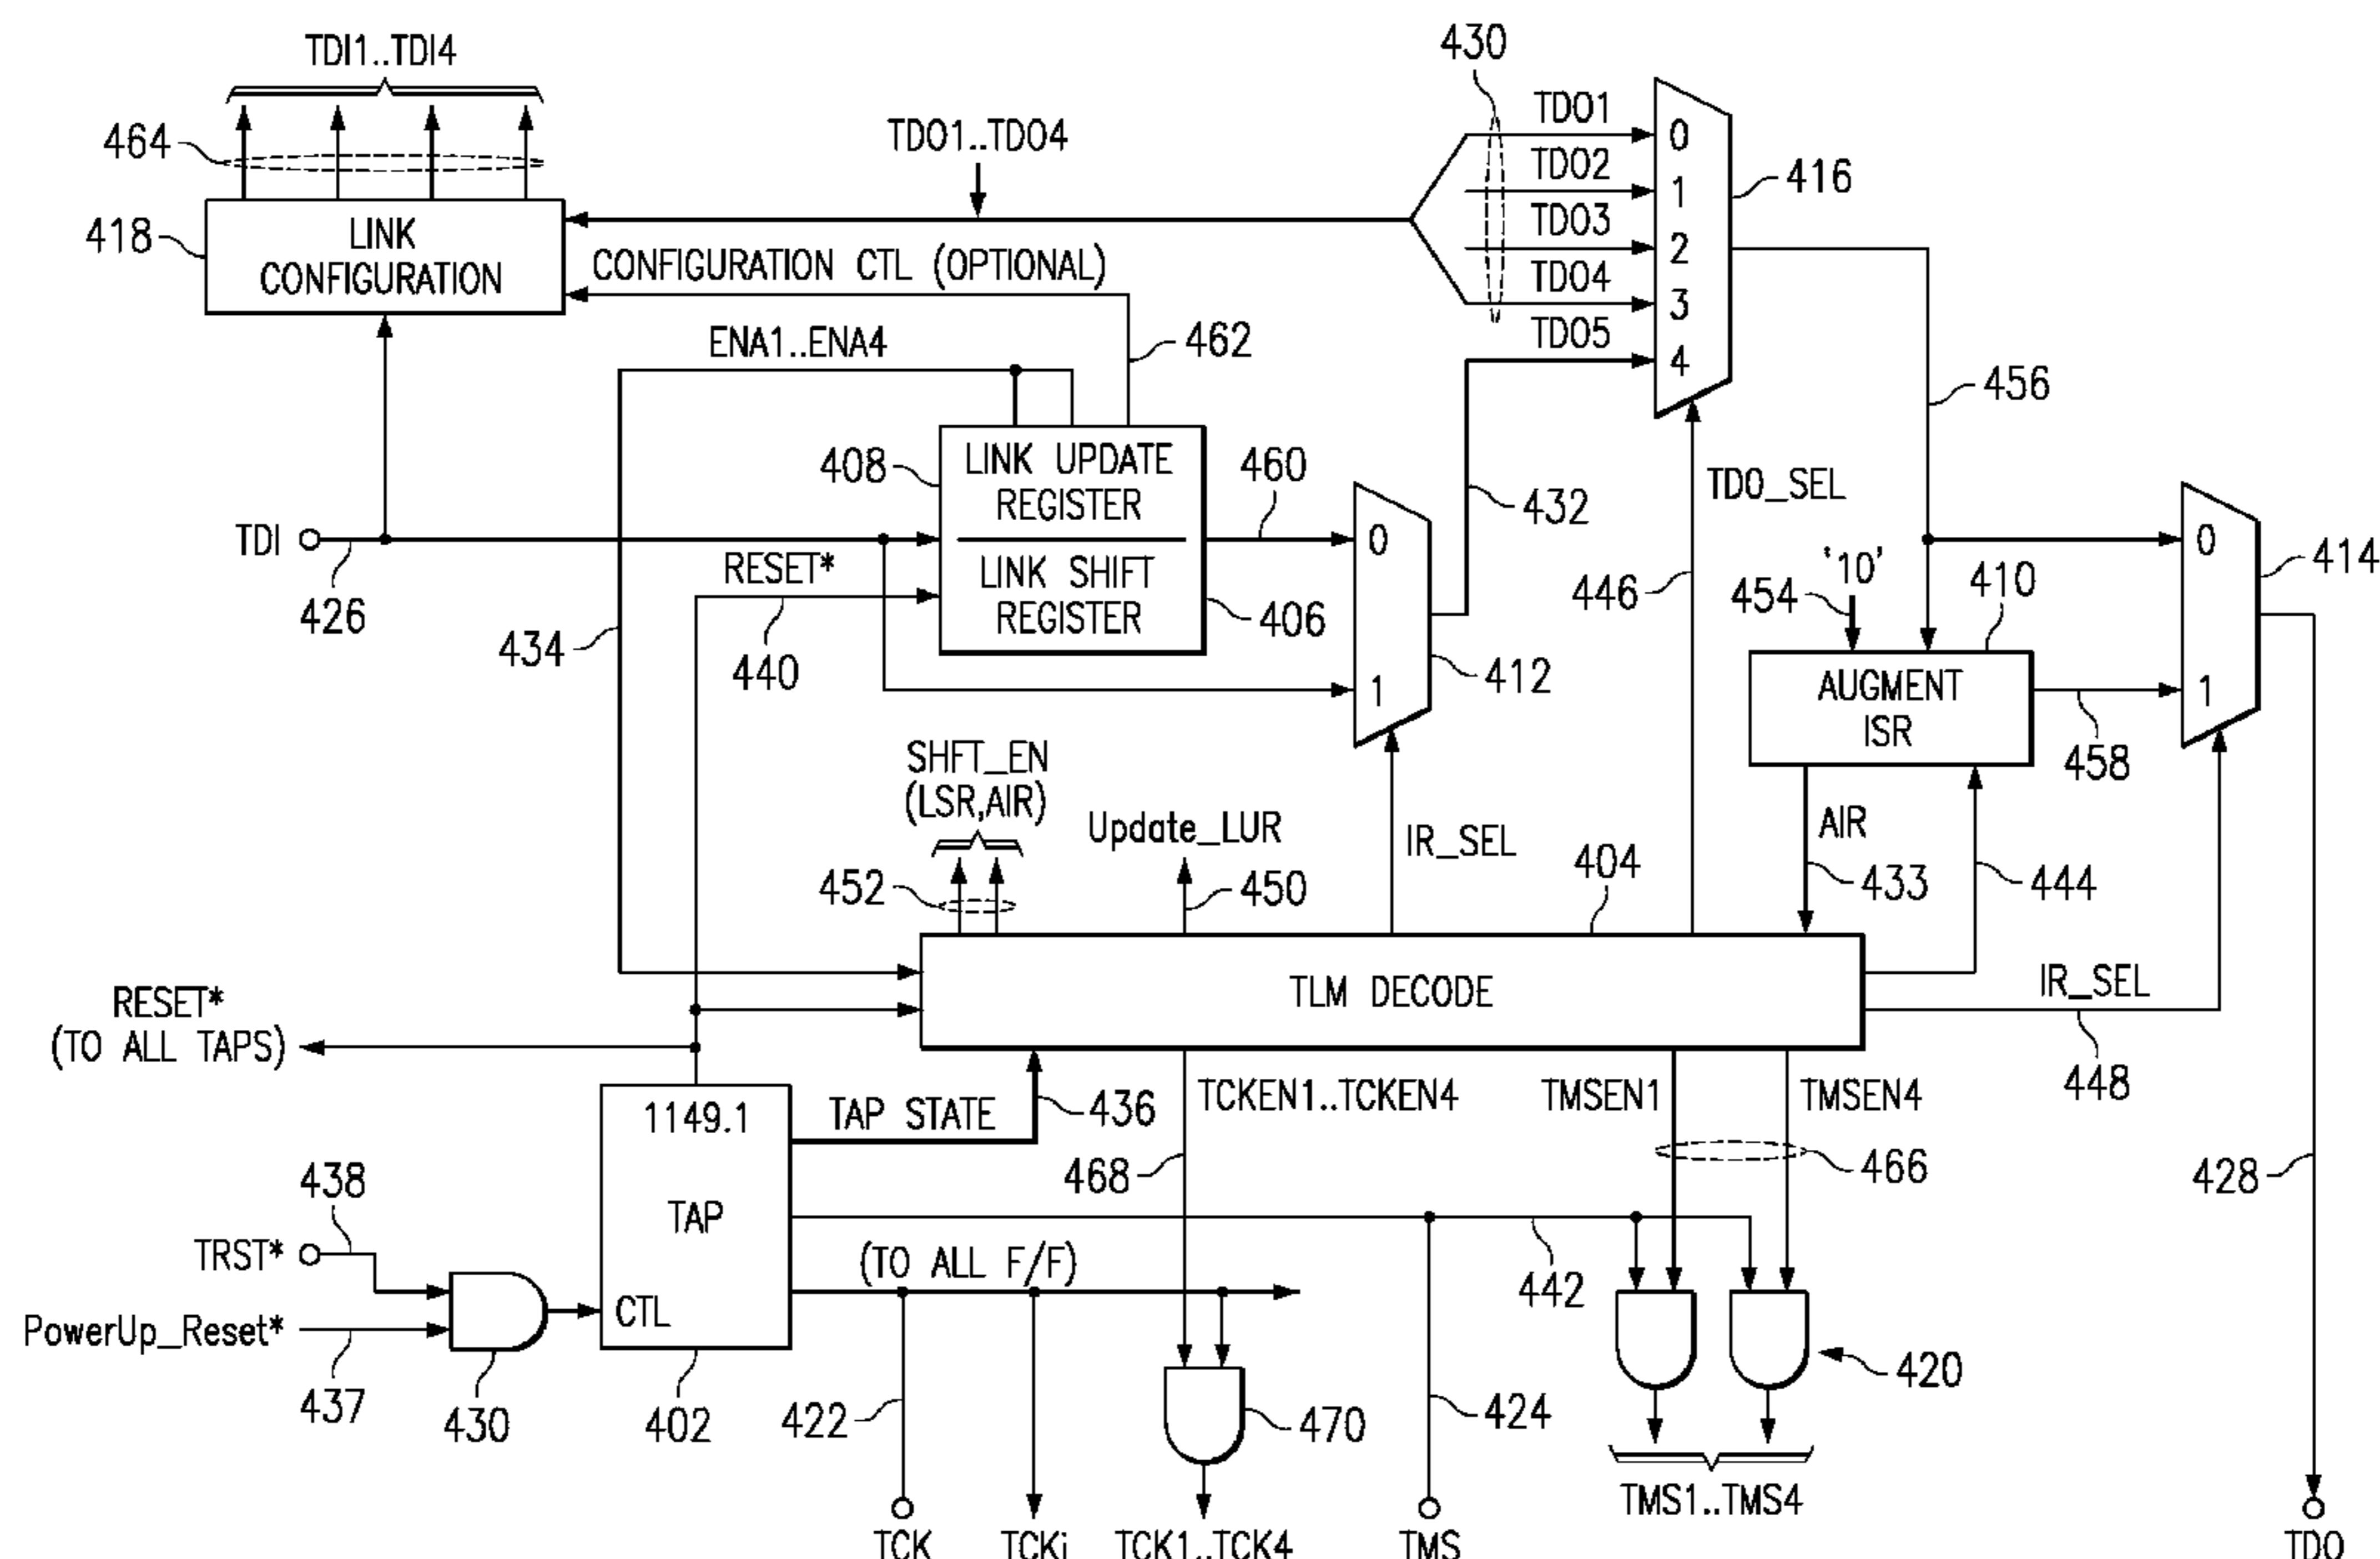 TDI1..TDI4
430
464
TDO1..TDO4
TDO1
TDO2
TDO3
TDO4
TDO5
0
1
2
3
4
416
418
LINK
CONFIGURATION
CONFIGURATION CTL (OPTIONAL)
ENA1..ENA4
462
456
408
LINK UPDATE
REGISTER
LINK SHIFT
REGISTER
460
432
TDO_SEL
TDI
426
RESET*
440
434
406
0
1
412
446
'10'
454
410
0
1
414
AUGMENT
ISR
458
SHFT_EN
(LSR,AIR)
452
Update_LUR
450
IR_SEL
404
AIR
433
444
TLM DECODE
IR_SEL
448
RESET*
(TO ALL TAPS)
1149.1
TAP
CTL
TAP STATE
436
TCKEN1..TCKEN4
TMSEN1
TMSEN4
468
466
428
438
TRST*
PowerUp_Reset*
437
430
402
(TO ALL F/F)
442
422
470
424
420
TMS1..TMS4
TCK
TCKi
TCK1..TCK4
TMS
TDO